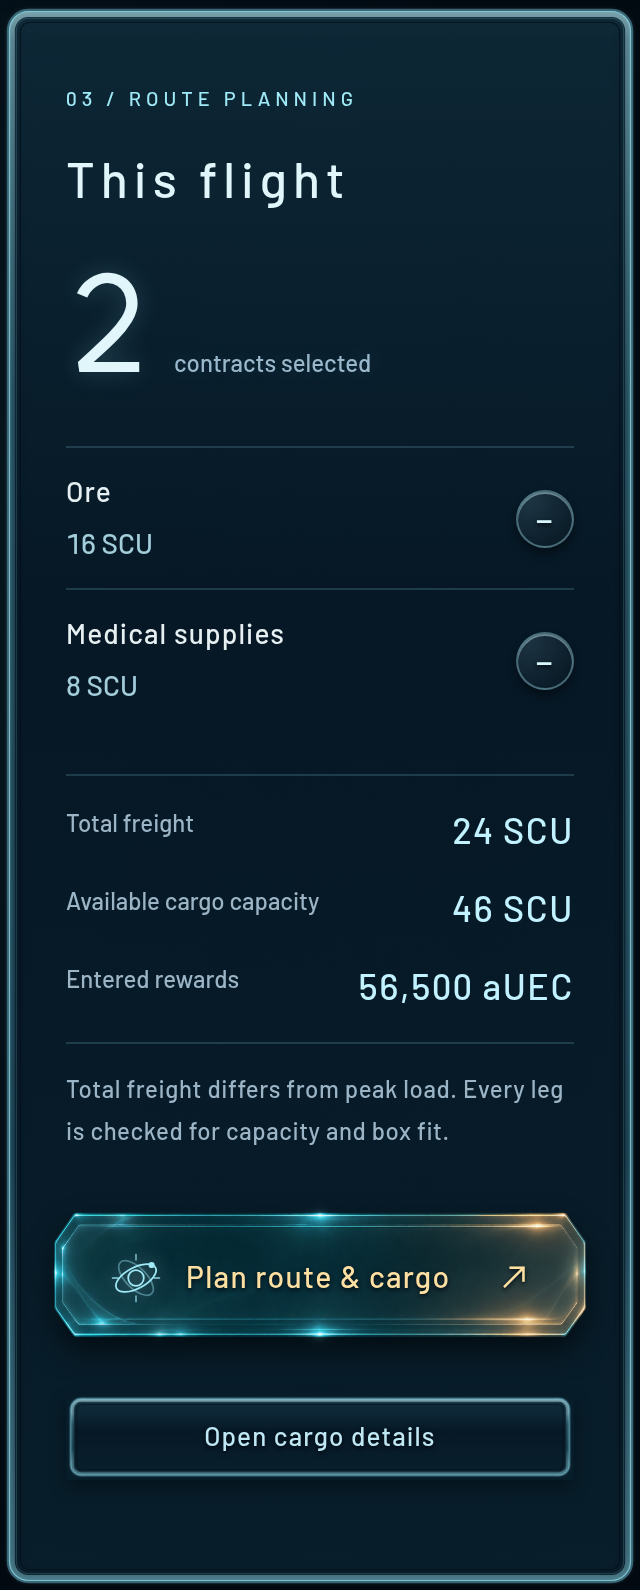 03 / ROUTE PLANNING
This flight
2 contracts selected
Ore
16 SCU
–
Medical supplies
8 SCU
–
Total freight 24 SCU
Available cargo capacity 46 SCU
Entered rewards 56,500 aUEC
Total freight differs from peak load. Every leg
is checked for capacity and box fit.
Plan route & cargo ↗
Open cargo details